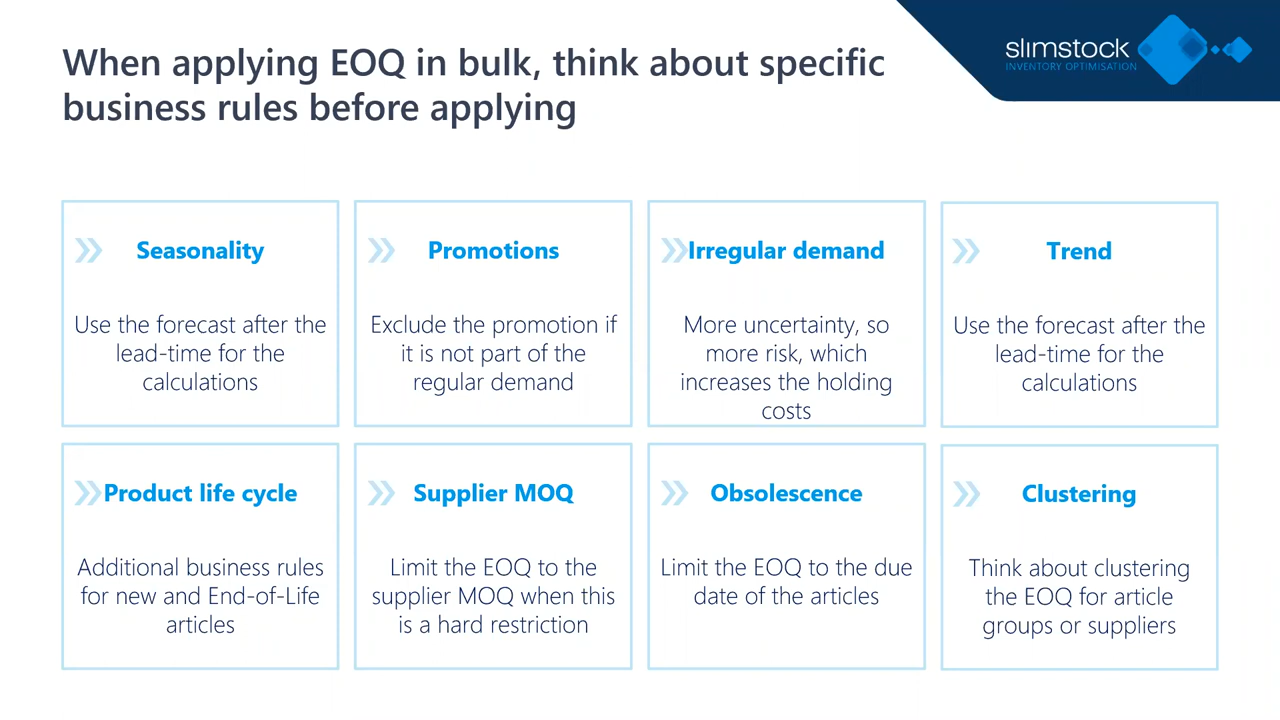 When applying EOQ in bulk, think about specific
business rules before applying
slimstock
INVENTORY OPTIMISATION
Seasonality
Use the forecast after the
lead-time for the
calculations
Promotions
Exclude the promotion if
it is not part of the
regular demand
Irregular demand
More uncertainty, so
more risk, which
increases the holding
costs
Trend
Use the forecast after the
lead-time for the
calculations
Product life cycle
Additional business rules
for new and End-of-Life
articles
Supplier MOQ
Limit the EOQ to the
supplier MOQ when this
is a hard restriction
Obsolescence
Limit the EOQ to the due
date of the articles
Clustering
Think about clustering
the EOQ for article
groups or suppliers